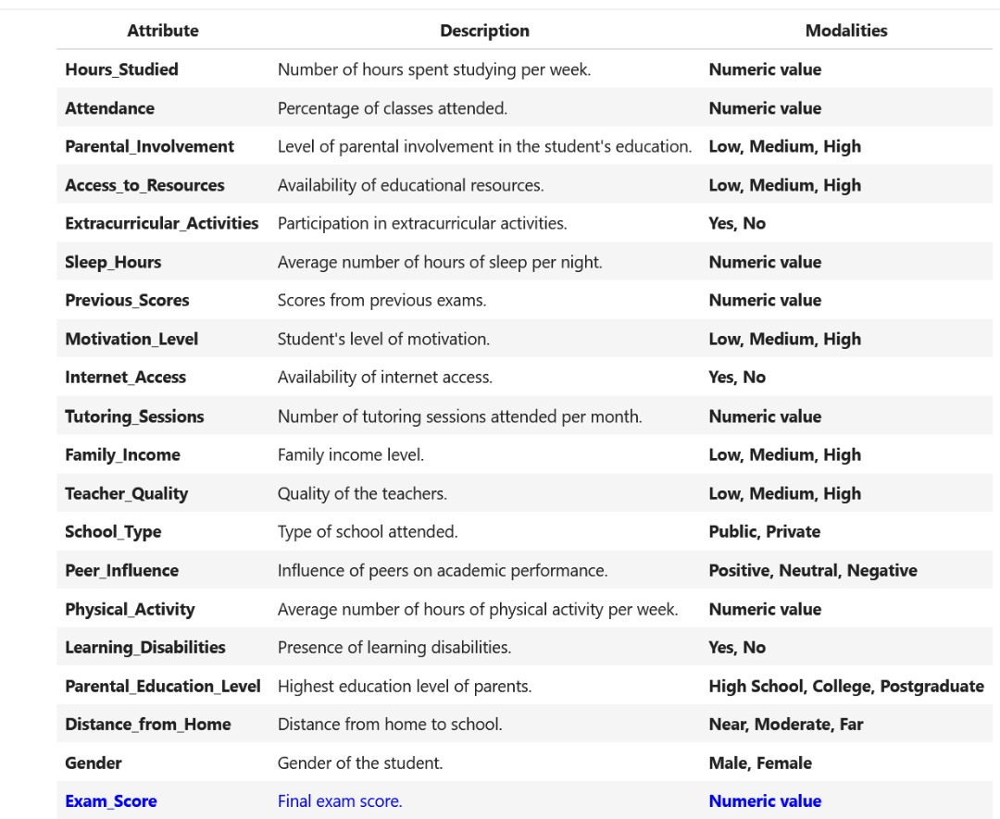 Attribute Description Modalities
Hours_Studied Number of hours spent studying per week. Numeric value
Attendance Percentage of classes attended. Numeric value
Parental_Involvement Level of parental involvement in the student's education. Low, Medium, High
Access_to_Resources Availability of educational resources. Low, Medium, High
Extracurricular_Activities Participation in extracurricular activities. Yes, No
Sleep_Hours Average number of hours of sleep per night. Numeric value
Previous_Scores Scores from previous exams. Numeric value
Motivation_Level Student's level of motivation. Low, Medium, High
Internet_Access Availability of internet access. Yes, No
Tutoring_Sessions Number of tutoring sessions attended per month. Numeric value
Family_Income Family income level. Low, Medium, High
Teacher_Quality Quality of the teachers. Low, Medium, High
School_Type Type of school attended. Public, Private
Peer_Influence Influence of peers on academic performance. Positive, Neutral, Negative
Physical_Activity Average number of hours of physical activity per week. Numeric value
Learning_Disabilities Presence of learning disabilities. Yes, No
Parental_Education_Level Highest education level of parents. High School, College, Postgraduate
Distance_from_Home Distance from home to school. Near, Moderate, Far
Gender Gender of the student. Male, Female
Exam_Score Final exam score. Numeric value